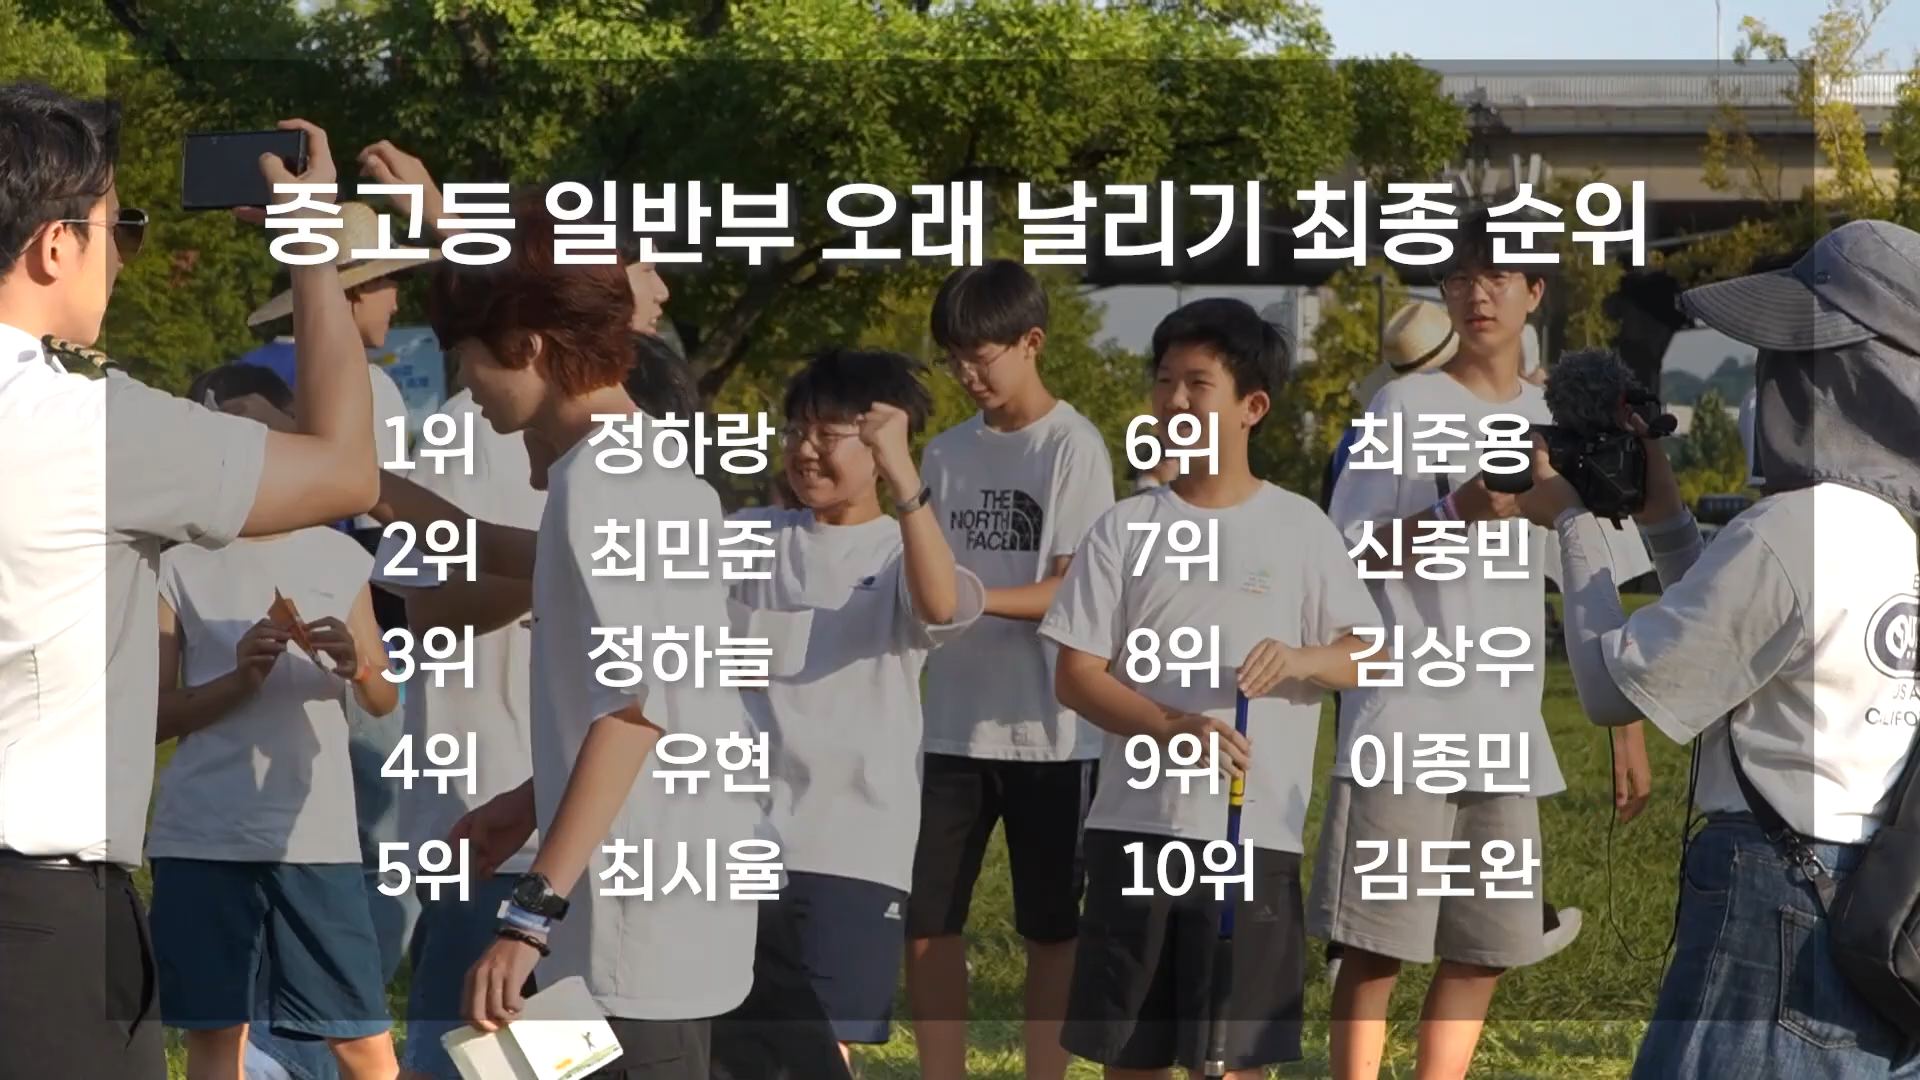 중고등 일반부 오래 날리기 최종 순위
1위 정하랑
2위 최민준
3위 정하늘
4위 유현
5위 최시율
6위 최준용
7위 신중빈
8위 김상우
9위 이종민
10위 김도완
THE
NORTH
FACE